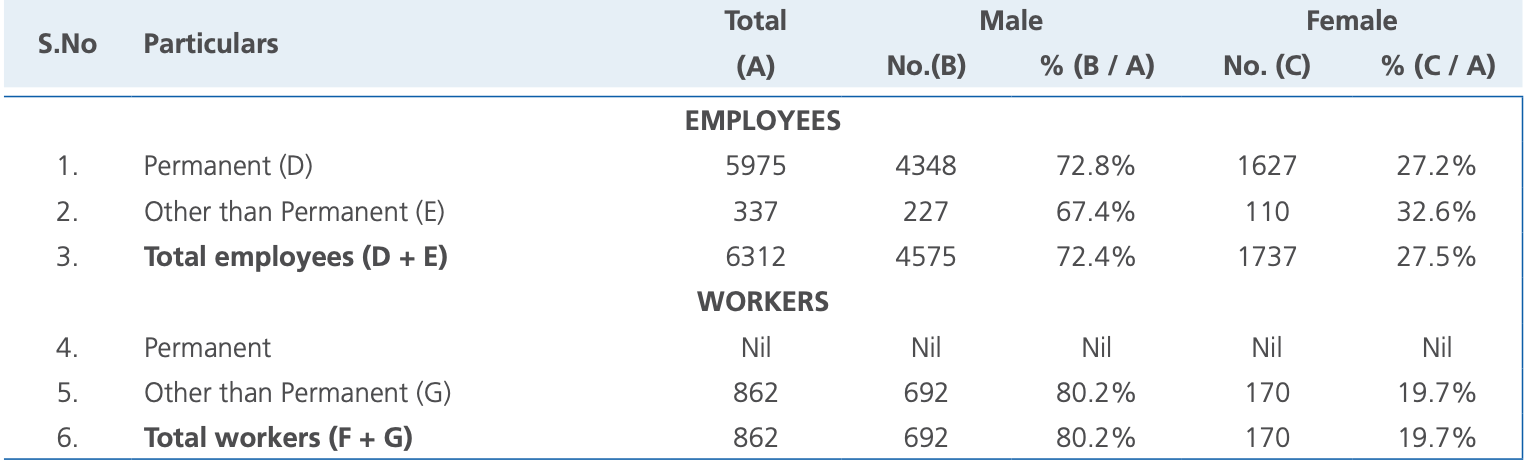 S.No Particulars Total (A) Male Female
No.(B) % (B / A) No. (C) % (C / A)
EMPLOYEES
1. Permanent (D) 5975 4348 72.8% 1627 27.2%
2. Other than Permanent (E) 337 227 67.4% 110 32.6%
3. Total employees (D + E) 6312 4575 72.4% 1737 27.5%
WORKERS
4. Permanent Nil Nil Nil Nil Nil
5. Other than Permanent (G) 862 692 80.2% 170 19.7%
6. Total workers (F + G) 862 692 80.2% 170 19.7%